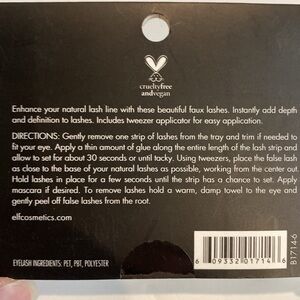 crueltyfree
andvegan
Enhance your natural lash line with these beautiful faux lashes. Instantly add depth
and definition to lashes. Includes tweezer applicator for easy application.
DIRECTIONS: Gently remove one strip of lashes from the tray and trim if needed to
fit your eye. Apply a thin amount of glue along the entire length of the lash strip and
allow to set for about 30 seconds or until tacky. Using tweezers, place the false lash
as close to the base of your natural lashes as possible, working from the center out.
Hold lashes in place for a few seconds until the strip has a chance to set. Apply
mascara if desired. To remove lashes hold a warm, damp towel to the eye and
gently peel off false lashes from the root.
elfcosmetics.com
EYELASH INGREDIENTS: PET, PBT, POLYESTER
6 09332 01714 6
B17146